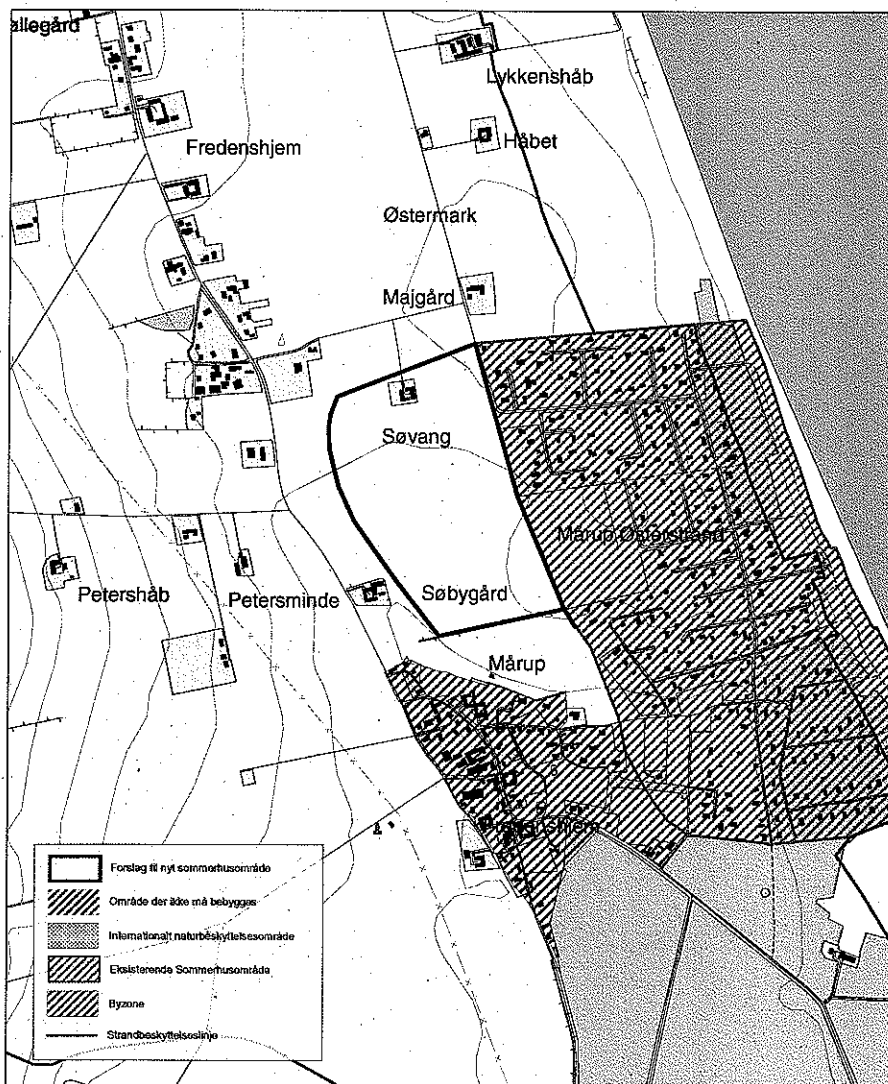 allegård
Lykkenshåb
Fredenshjem
Håbet
Østermark
Majgård
Søvang
Mårup Østerstrand
Petershåb
Petersminde
Søbygård
Mårup
Forslag til nyt sommerhusområde
Område der ikke må bebygges
Internationalt naturbeskyttelsesområde
Eksisterende Sommerhusområde
Byzone
Strandbeskyttelseslinje